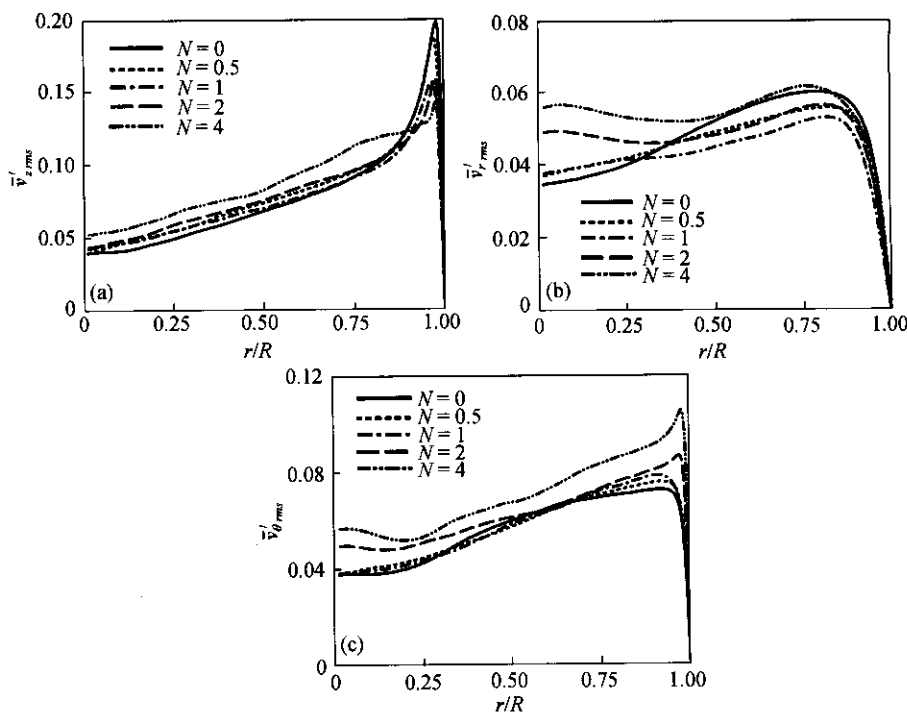 0.20
0.15
0.10
0.05
0
N = 0
N = 0.5
N = 1
N = 2
N = 4
(a)
v̄′z rms
0 0.25 0.50 0.75 1.00
r/R
0.08
0.06
0.04
0.02
0
N = 0
N = 0.5
N = 1
N = 2
N = 4
(b)
v̄′r rms
0 0.25 0.50 0.75 1.00
r/R
0.12
0.08
0.04
0
N = 0
N = 0.5
N = 1
N = 2
N = 4
(c)
v̄′θ rms
0 0.25 0.50 0.75 1.00
r/R